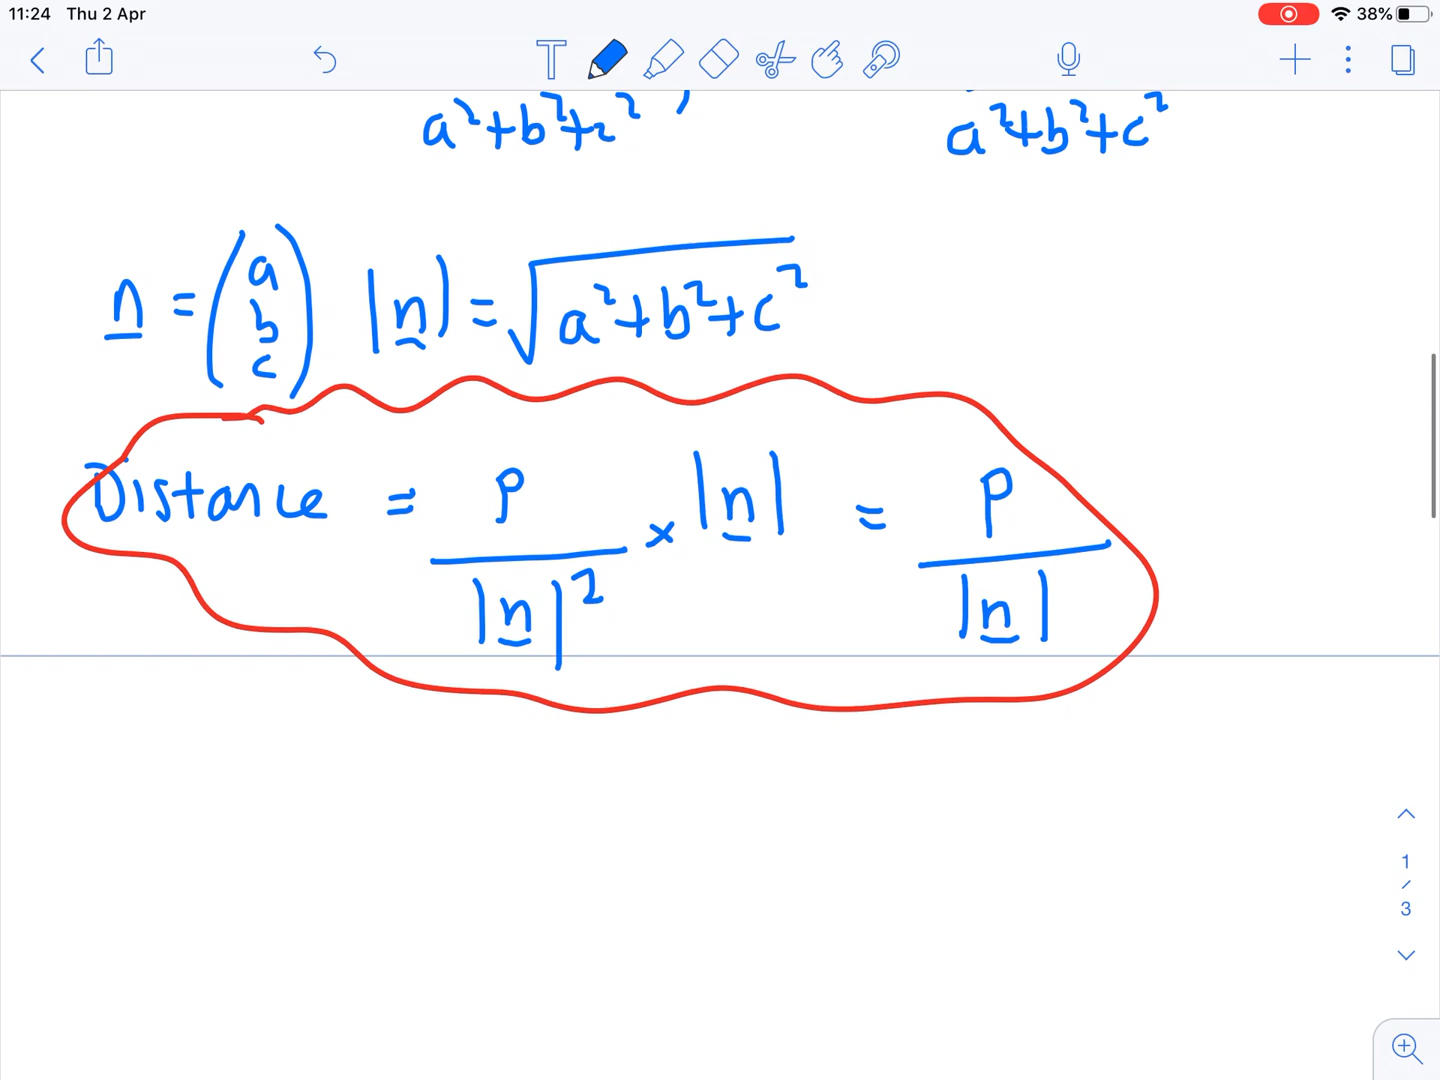 11:24 Thu 2 Apr 38%
T
a²+b²+c² , a²+b²+c²
n = (a b c) |n| = √a²+b²+c²
Distance = P/|n|² × |n| = P/|n|
1
/
3